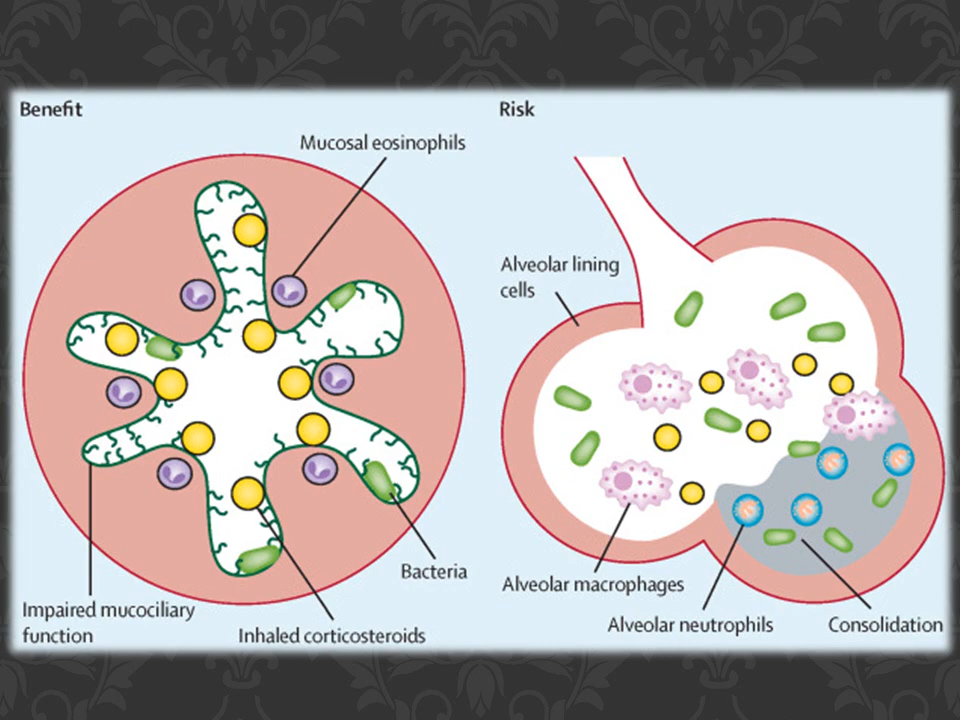 Benefit
Mucosal eosinophils
Bacteria
Impaired mucociliary
function
Inhaled corticosteroids
Risk
Alveolar lining
cells
Alveolar macrophages
Alveolar neutrophils
Consolidation